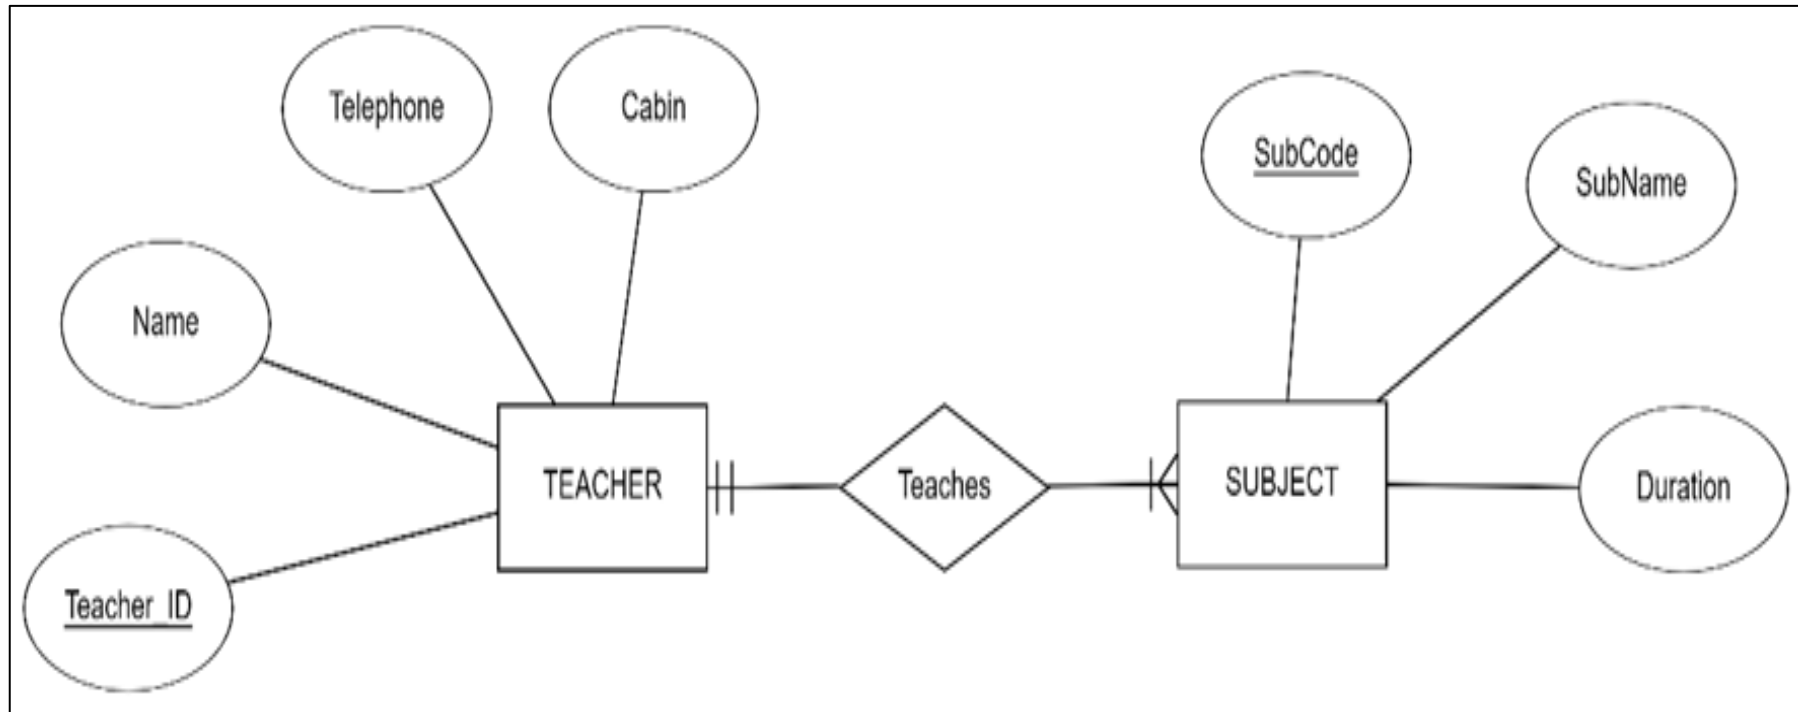 Telephone
Cabin
SubCode
SubName
Name
TEACHER
Teaches
SUBJECT
Duration
Teacher_ID